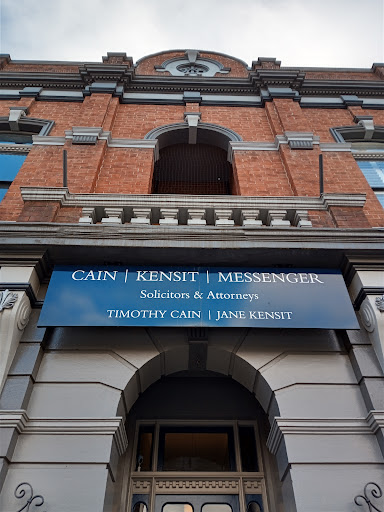 CAIN | KENSIT | MESSENGER
Solicitors & Attorneys
TIMOTHY CAIN | JANE KENSIT